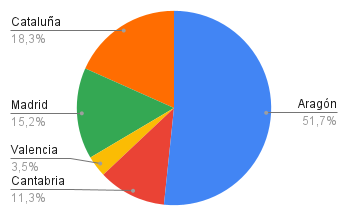 Cataluña
18,3%
Madrid
15,2%
Valencia
3,5%
Cantabria
11,3%
Aragón
51,7%